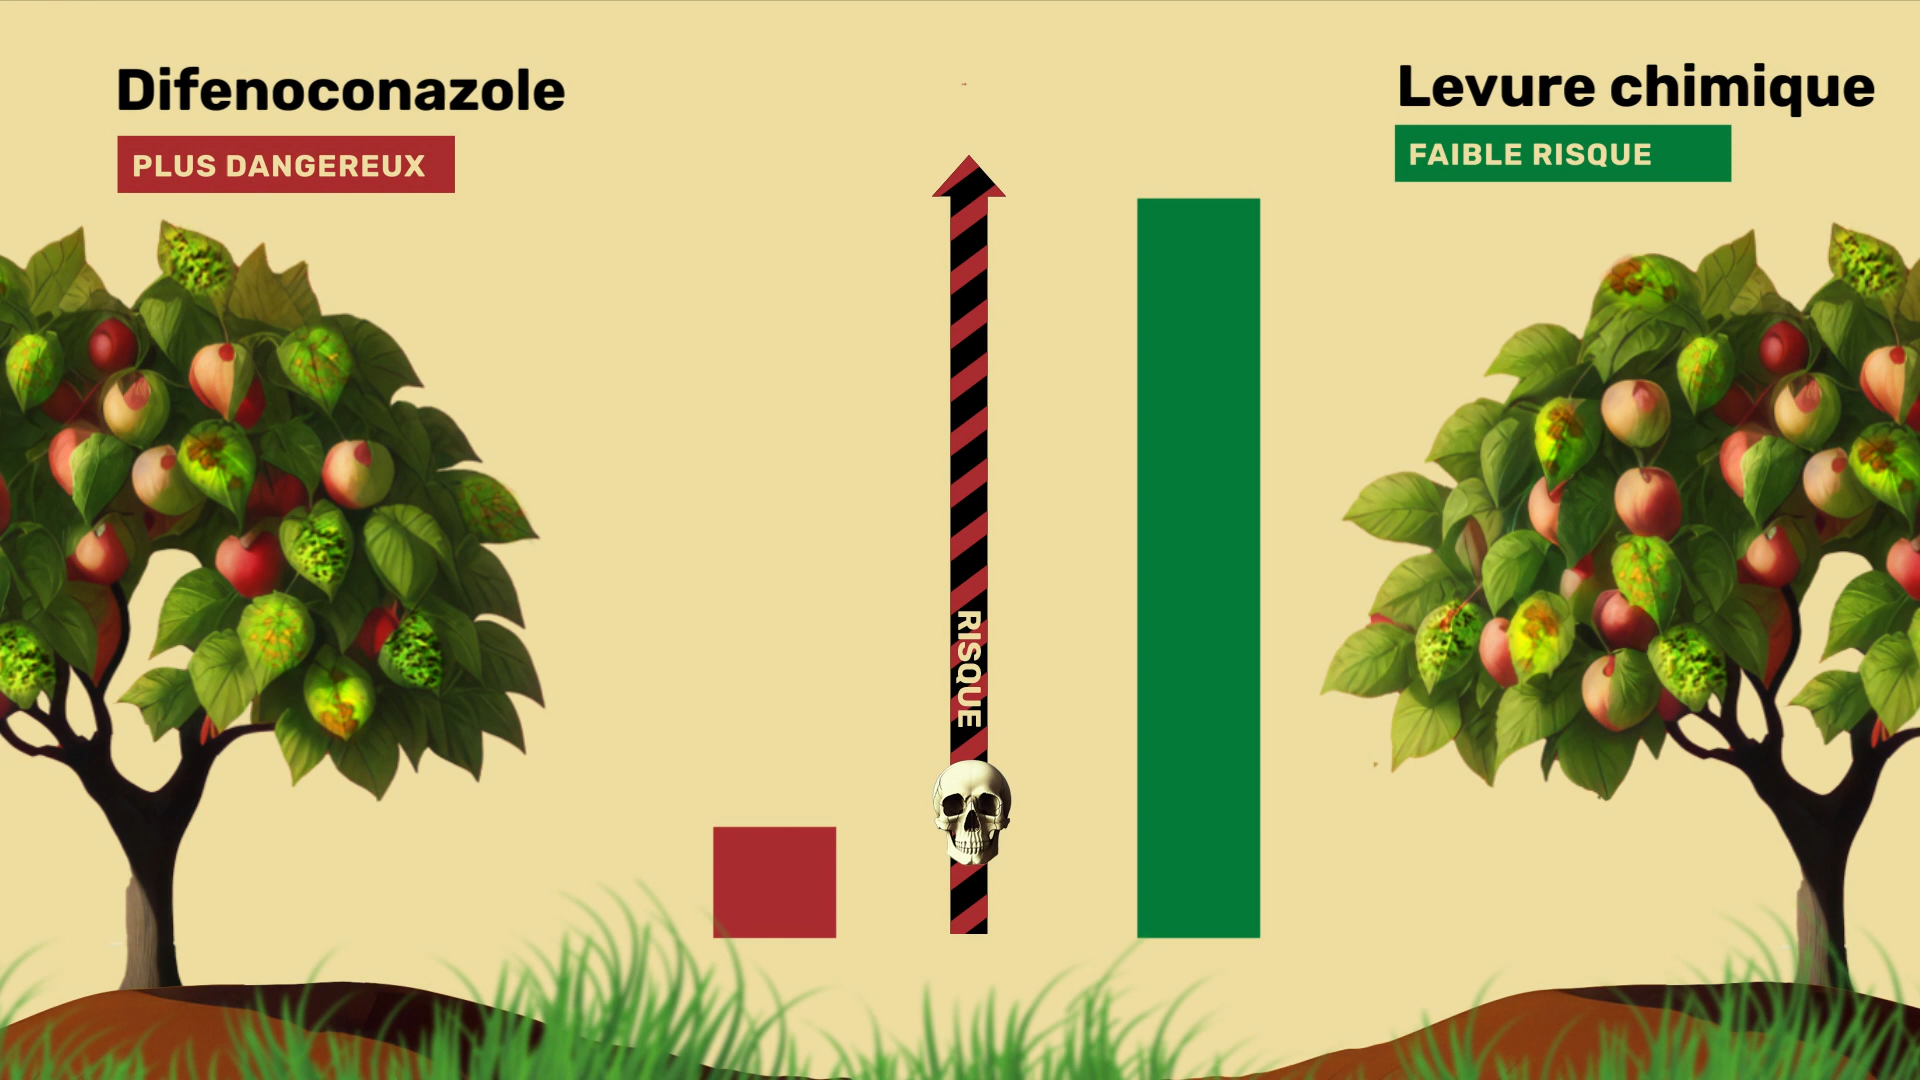 Difenoconazole
PLUS DANGEREUX
Levure chimique
FAIBLE RISQUE
RISQUE